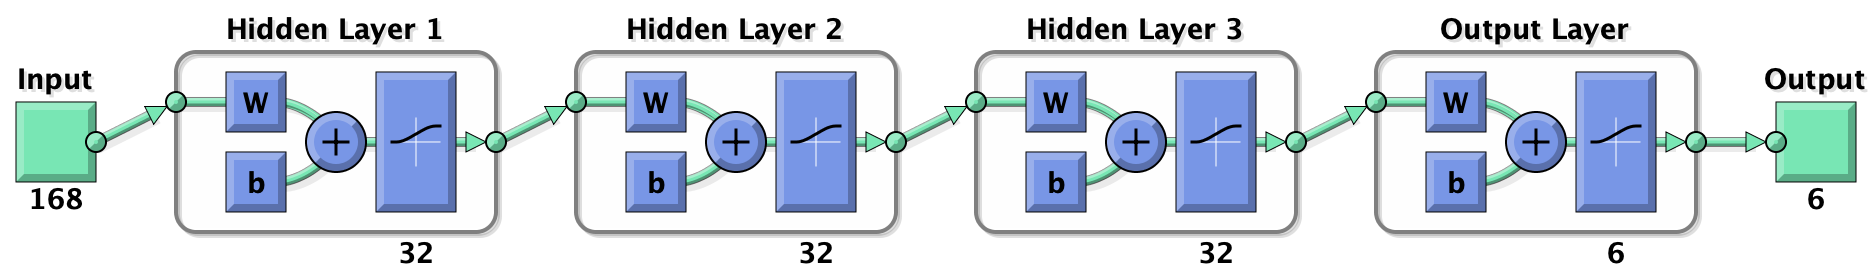 Hidden Layer 1
Hidden Layer 2
Hidden Layer 3
Output Layer
Input
Output
W
b
W
b
W
b
W
b
168
32
32
32
6
6